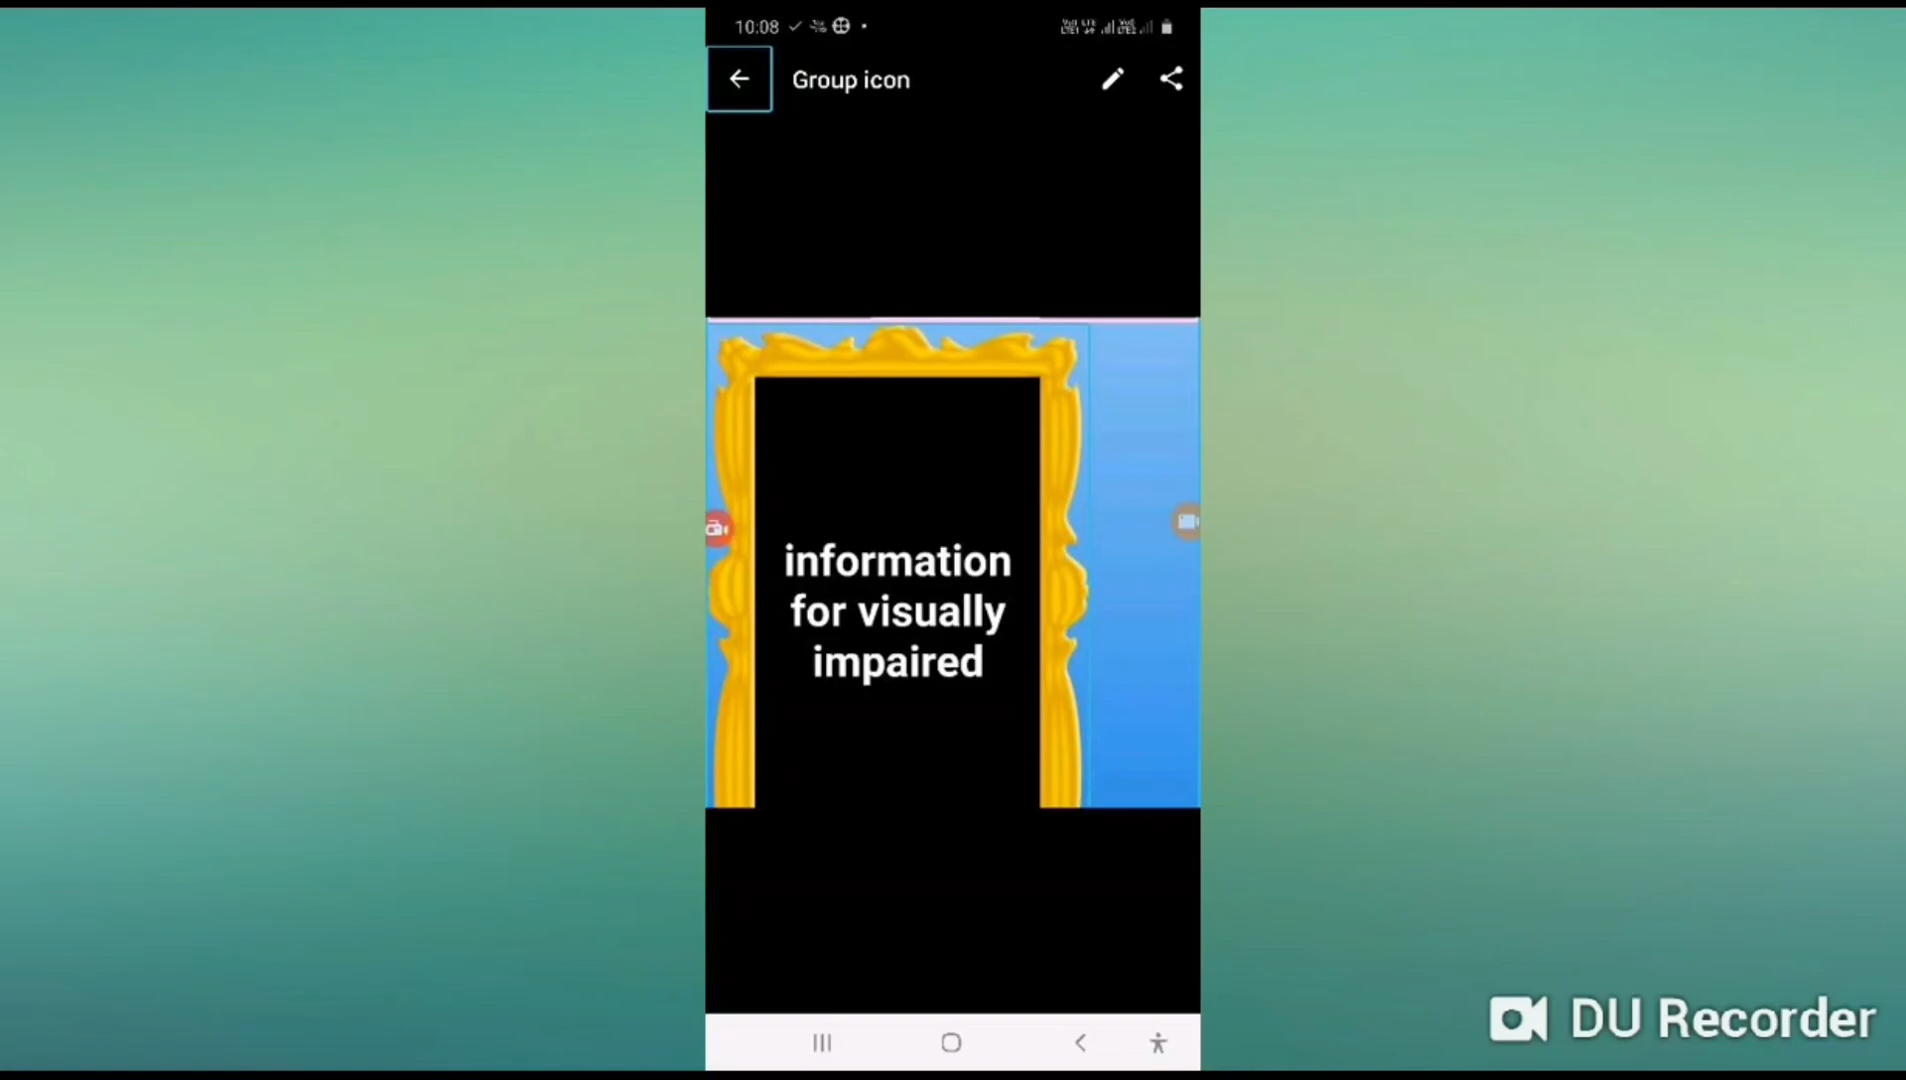 10:08
Group icon
information
for visually
impaired
DU Recorder